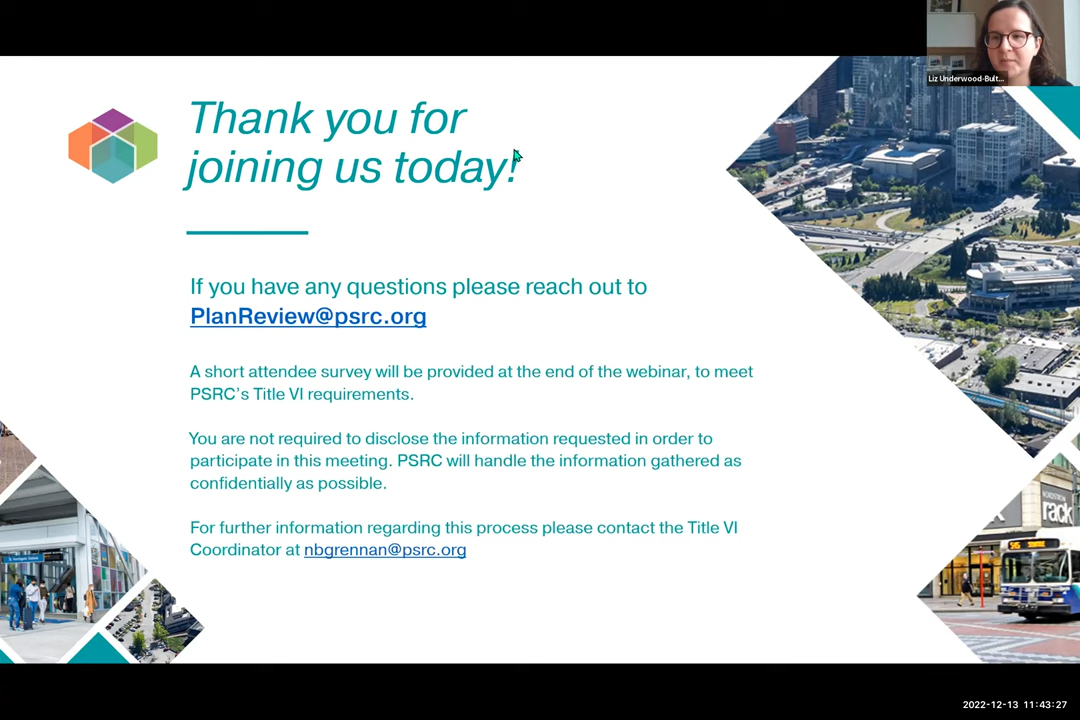 Liz Underwood-Bult...
Thank you for
joining us today!
If you have any questions please reach out to
PlanReview@psrc.org
A short attendee survey will be provided at the end of the webinar, to meet
PSRC's Title VI requirements.
You are not required to disclose the information requested in order to
participate in this meeting. PSRC will handle the information gathered as
confidentially as possible.
For further information regarding this process please contact the Title VI
Coordinator at nbgrennan@psrc.org
NORDSTROM
rack
545
2022-12-13 11:43:27